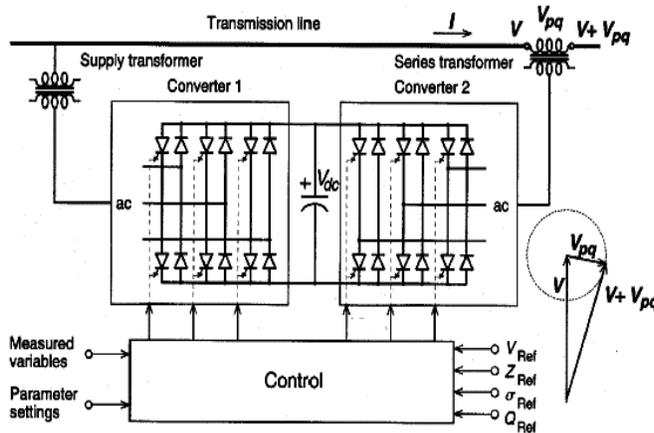 Transmission line
I
V
Vpq
V+ Vpq
Supply transformer
Series transformer
Converter 1
Converter 2
ac
+
Vdc
ac
Vpq
V
V+ Vpq
Measured variables
Parameter settings
Control
VRef
ZRef
σRef
QRef